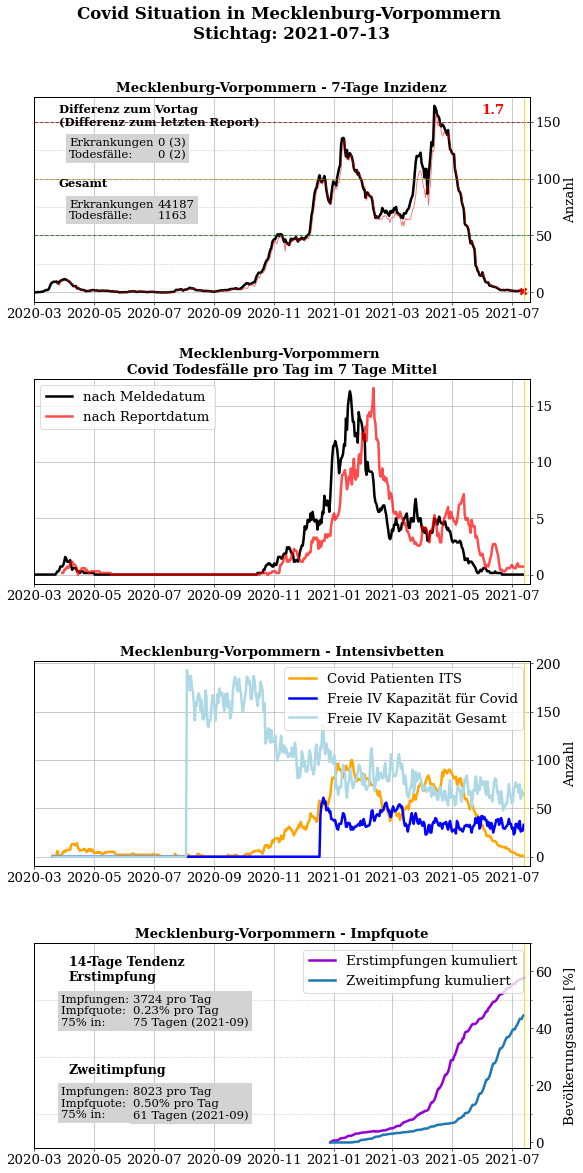 Covid Situation in Mecklenburg-Vorpommern
Stichtag: 2021-07-13
Mecklenburg-Vorpommern - 7-Tage Inzidenz
Differenz zum Vortag
(Differenz zum letzten Report)
Erkrankungen 0 (3)
Todesfälle: 0 (2)
Gesamt
Erkrankungen 44187
Todesfälle: 1163
1.7
150
100
50
0
Anzahl
2020-03 2020-05 2020-07 2020-09 2020-11 2021-01 2021-03 2021-05 2021-07
Mecklenburg-Vorpommern
Covid Todesfälle pro Tag im 7 Tage Mittel
nach Meldedatum
nach Reportdatum
15
10
5
0
2020-03 2020-05 2020-07 2020-09 2020-11 2021-01 2021-03 2021-05 2021-07
Mecklenburg-Vorpommern - Intensivbetten
Covid Patienten ITS
Freie IV Kapazität für Covid
Freie IV Kapazität Gesamt
200
150
100
50
0
Anzahl
2020-03 2020-05 2020-07 2020-09 2020-11 2021-01 2021-03 2021-05 2021-07
Mecklenburg-Vorpommern - Impfquote
14-Tage Tendenz
Erstimpfung
Impfungen: 3724 pro Tag
Impfquote: 0.23% pro Tag
75% in: 75 Tagen (2021-09)
Zweitimpfung
Impfungen: 8023 pro Tag
Impfquote: 0.50% pro Tag
75% in: 61 Tagen (2021-09)
Erstimpfungen kumuliert
Zweitimpfung kumuliert
60
40
20
0
Bevölkerungsanteil [%]
2020-03 2020-05 2020-07 2020-09 2020-11 2021-01 2021-03 2021-05 2021-07